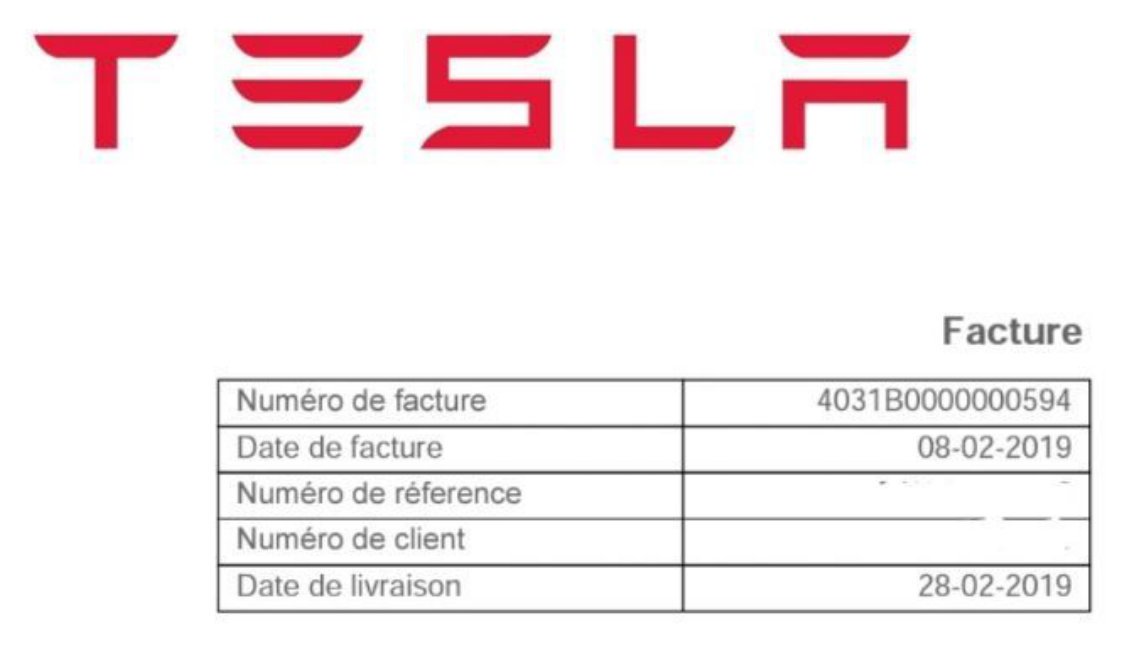 TESLA
Facture
Numéro de facture 4031B0000000594
Date de facture 08-02-2019
Numéro de réference
Numéro de client
Date de livraison 28-02-2019